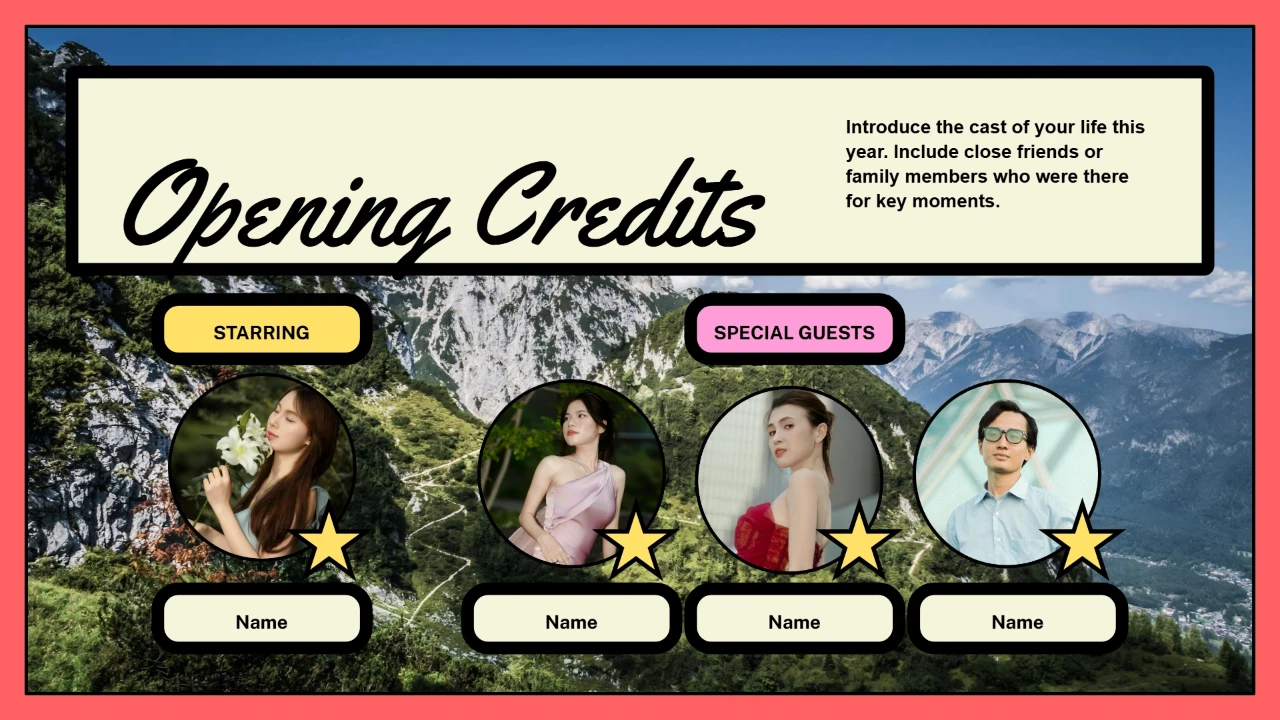 Opening Credits
Introduce the cast of your life this
year. Include close friends or
family members who were there
for key moments.
STARRING
SPECIAL GUESTS
Name
Name
Name
Name